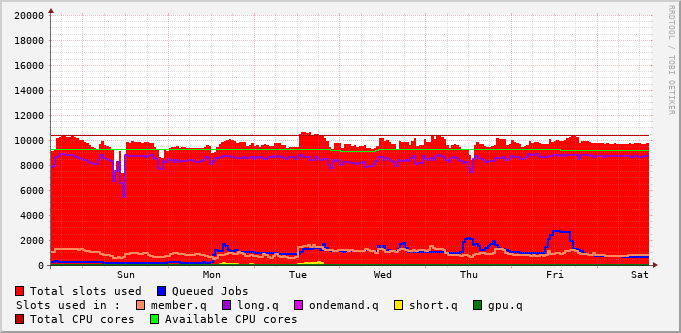 20000
18000
16000
14000
12000
10000
8000
6000
4000
2000
0
Sun Mon Tue Wed Thu Fri Sat
Total slots used Queued Jobs
Slots used in : member.q long.q ondemand.q short.q gpu.q
Total CPU cores Available CPU cores
RRDTOOL / TOBI OETIKER